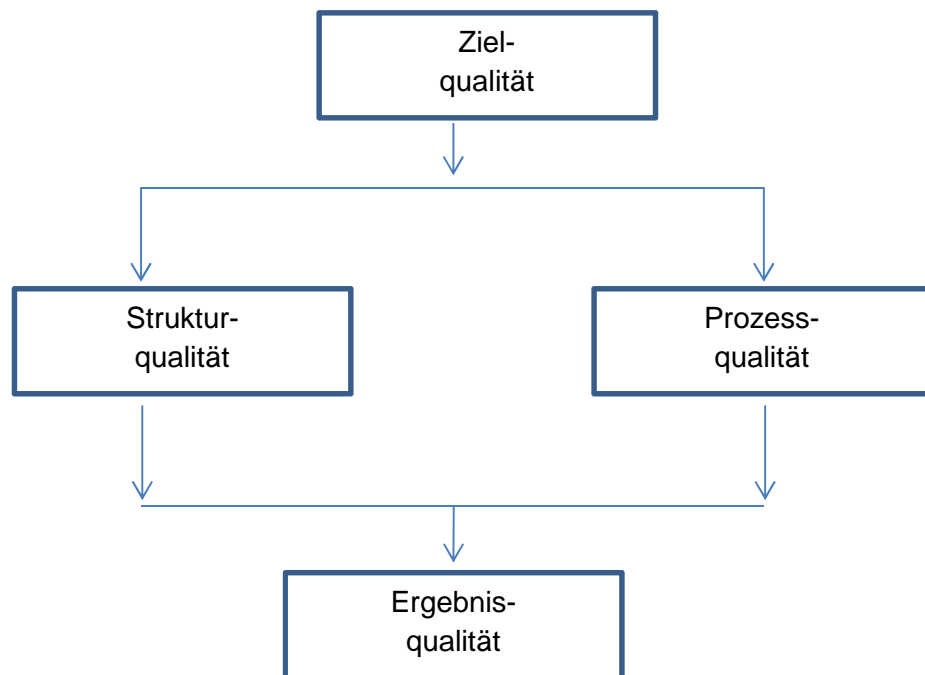 Ziel-
qualität
Struktur-
qualität
Prozess-
qualität
Ergebnis-
qualität